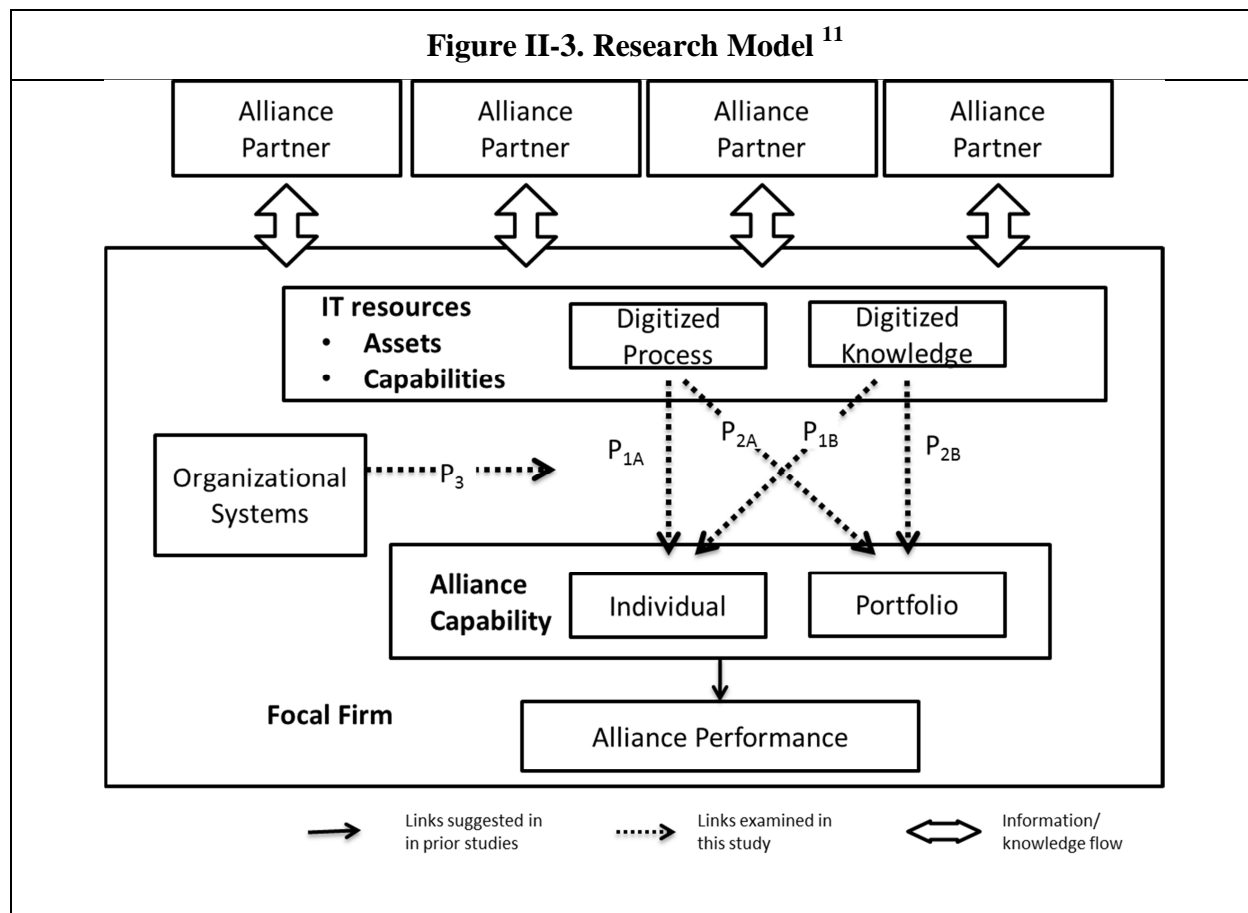 Figure II-3. Research Model 11
Alliance
Partner
Alliance
Partner
Alliance
Partner
Alliance
Partner
IT resources
• Assets
• Capabilities
Digitized
Process
Digitized
Knowledge
P1A
P2A
P1B
P2B
Organizational
Systems
P3
Alliance
Capability
Individual
Portfolio
Focal Firm
Alliance Performance
Links suggested in
in prior studies
Links examined in
this study
Information/
knowledge flow